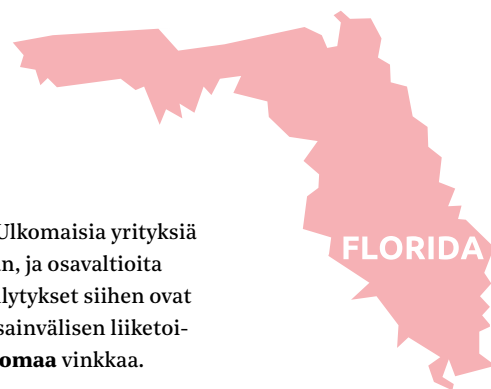 Ulkomaisia yrityksiä
n, ja osavaltioita
lytykset siihen ovat
sainvälisen liiketoi-
omaa vinkkaa.
FLORIDA